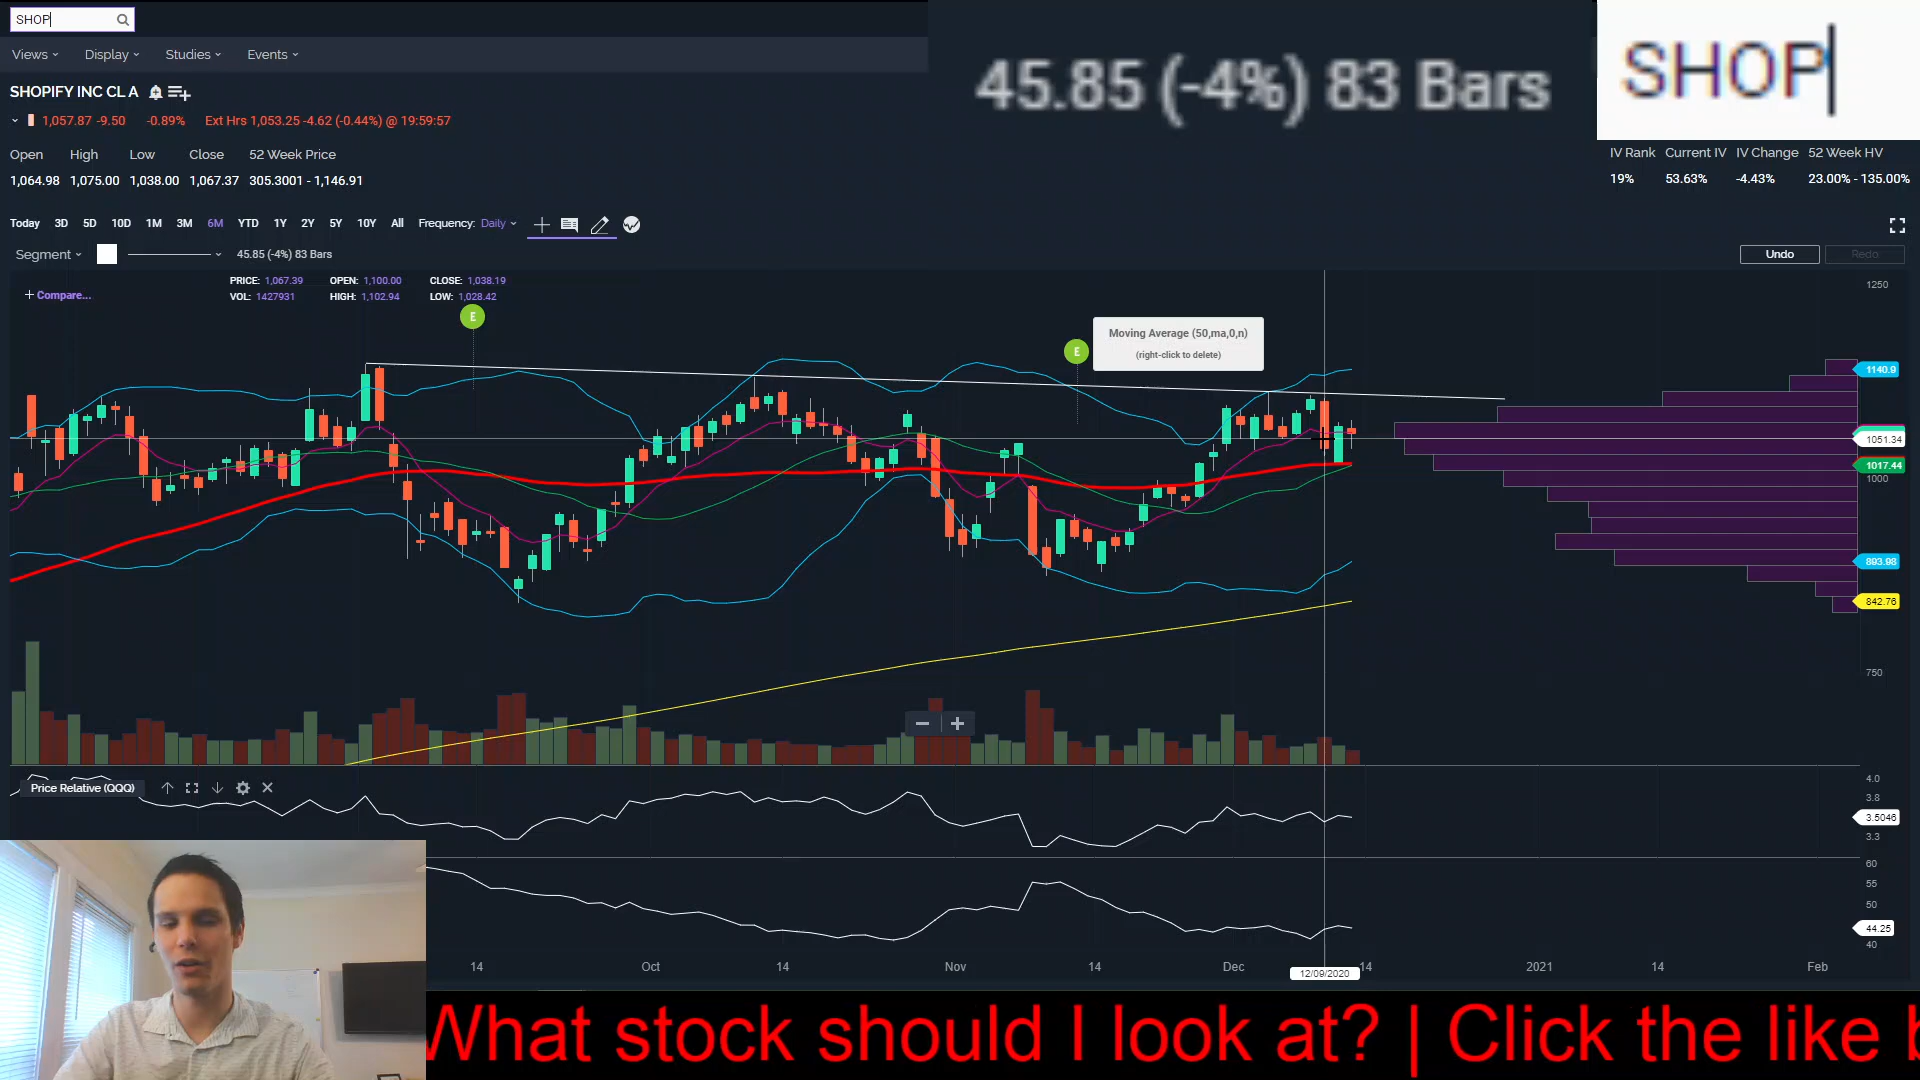 SHOP
Views Display Studies Events
45.85 (-4%) 83 Bars
SHOP
SHOPIFY INC CL A
1,057.87 -9.50 -0.89% Ext Hrs 1,053.25 -4.62 (-0.44%) @ 19:59:57
Open High Low Close 52 Week Price
1,064.98 1,075.00 1,038.00 1,067.37 305.3001 - 1,146.91
IV Rank Current IV IV Change 52 Week HV
19% 53.63% -4.43% 23.00% - 135.00%
Today 3D 5D 10D 1M 3M 6M YTD 1Y 2Y 5Y 10Y All Frequency: Daily
Segment 45.85 (-4%) 83 Bars Undo Redo
+ Compare...
PRICE: 1,067.39 OPEN: 1,100.00 CLOSE: 1,038.19
VOL: 1427931 HIGH: 1,102.94 LOW: 1,028.42
E
E
Moving Average (50,ma,0,n)
(right-click to delete)
1250
1140.9
1051.34
1017.44
1000
893.98
842.76
750
Price Relative (QQQ)
4.0
3.8
3.5046
3.3
60
55
50
44.25
40
14 Oct 14 Nov 14 Dec 12/09/2020 14 2021 14 Feb
What stock should I look at? | Click the like b